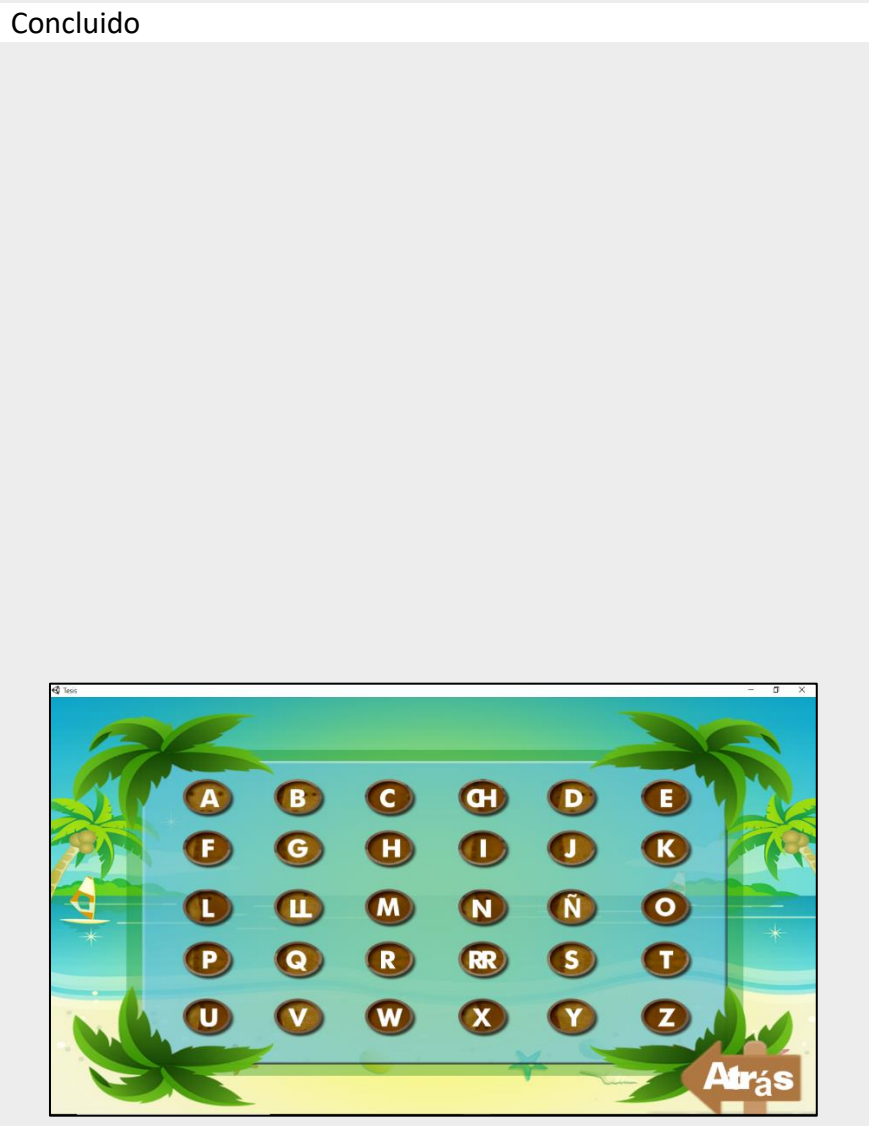 Concluido
Tesis
A B C CH D E
F G H I J K
L LL M N Ñ O
P Q R RR S T
U V W X Y Z
Atrás